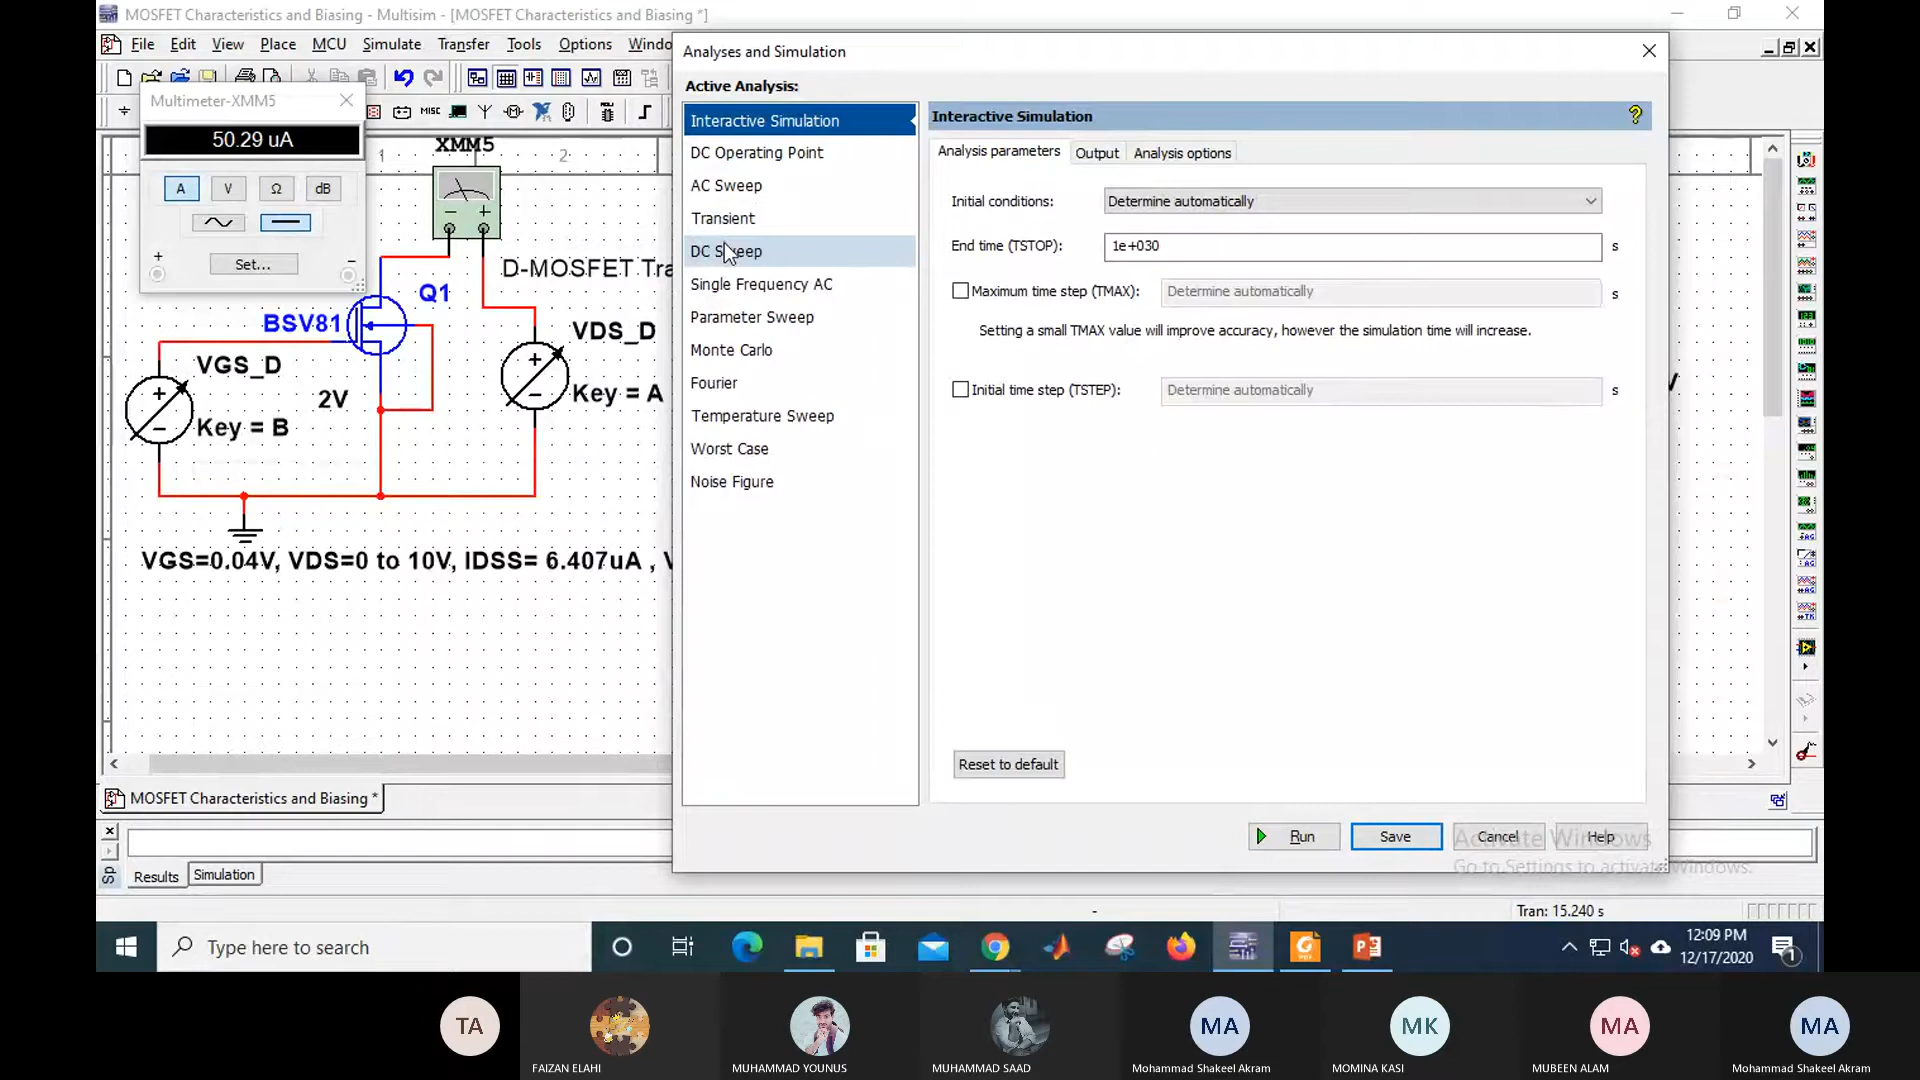 MOSFET Characteristics and Biasing - Multisim - [MOSFET Characteristics and Biasing *]
File Edit View Place MCU Simulate Transfer Tools Options Windo
MISC
Multimeter-XMM5
50.29 uA
A V Ω dB
+ Set... −
1 2
XMM5
− +
D-MOSFET Tra
Q1
BSV81
VGS_D
2V
Key = B
VDS_D
Key = A
VGS=0.04V, VDS=0 to 10V, IDSS= 6.407uA , V
MOSFET Characteristics and Biasing *
Results Simulation
Analyses and Simulation
Active Analysis:
Interactive Simulation
DC Operating Point
AC Sweep
Transient
DC Sweep
Single Frequency AC
Parameter Sweep
Monte Carlo
Fourier
Temperature Sweep
Worst Case
Noise Figure
Interactive Simulation
Analysis parameters Output Analysis options
Initial conditions: Determine automatically
End time (TSTOP): 1e+030 s
Maximum time step (TMAX): Determine automatically s
Setting a small TMAX value will improve accuracy, however the simulation time will increase.
Initial time step (TSTEP): Determine automatically s
Reset to default
Run Save Cancel Help
Activate Windows
Go to Settings to activate Windows.
Tran: 15.240 s
Type here to search
12:09 PM
12/17/2020
1
TA MA MK MA MA
FAIZAN ELAHI MUHAMMAD YOUNUS MUHAMMAD SAAD Mohammad Shakeel Akram MOMINA KASI MUBEEN ALAM Mohammad Shakeel Akram